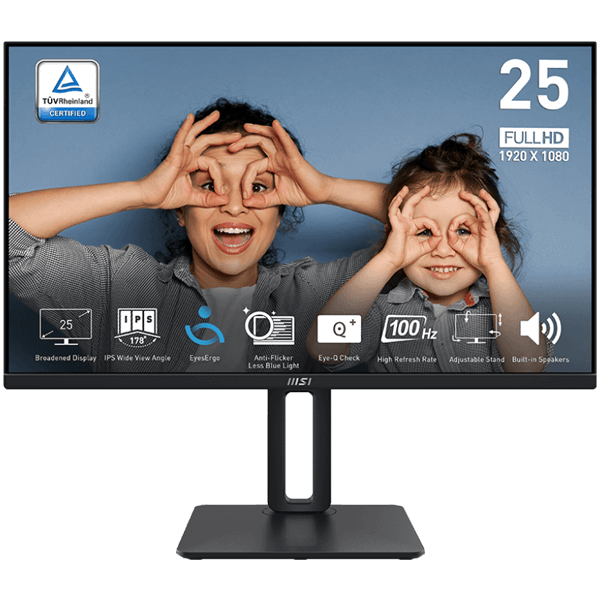 TÜVRheinland
CERTIFIED
25
FULL HD
1920 X 1080
25
Broadened Display
IPS
178°
IPS Wide View Angle
EyesErgo
Anti-Flicker
Less Blue Light
Q+
Eye-Q Check
100Hz
High Refresh Rate
Adjustable Stand
Built-in Speakers
MSI